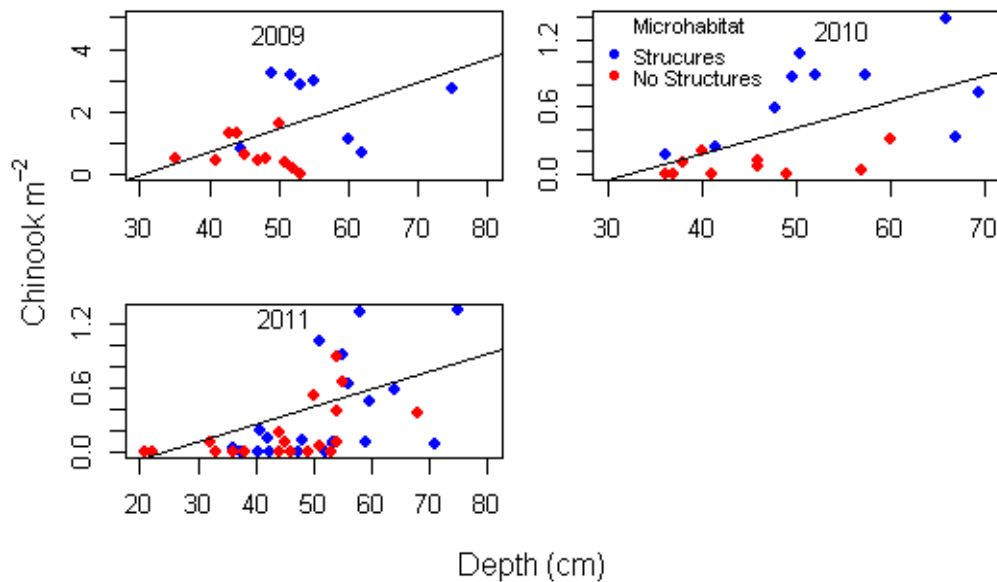 Chinook m⁻²
2009
0 2 4
30 40 50 60 70 80
2010
Microhabitat
Strucures
No Structures
0.0 0.6 1.2
30 40 50 60 70
2011
0.0 0.6 1.2
20 30 40 50 60 70 80
Depth (cm)